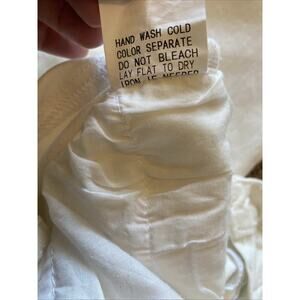 HAND WASH COLD
COLOR SEPARATE
DO NOT BLEACH
LAY FLAT TO DRY
IRON IF NEEDED